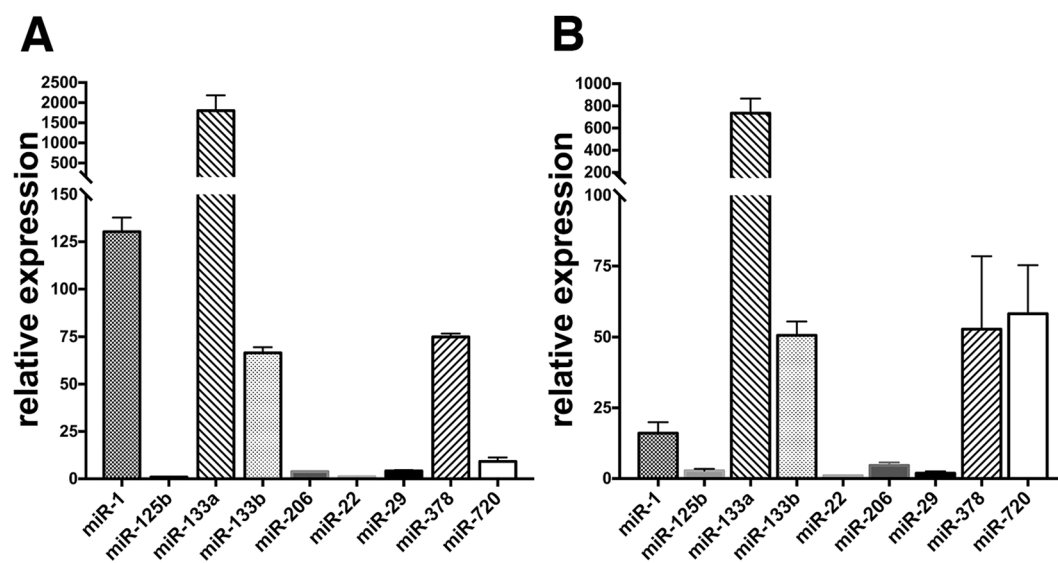 A
relative expression
2500
2000
1500
1000
500
150
125
100
75
50
25
0
miR-1
miR-125b
miR-133a
miR-133b
miR-206
miR-22
miR-29
miR-378
miR-720
B
relative expression
1000
800
600
400
200
100
75
50
25
0
miR-1
miR-125b
miR-133a
miR-133b
miR-22
miR-206
miR-29
miR-378
miR-720